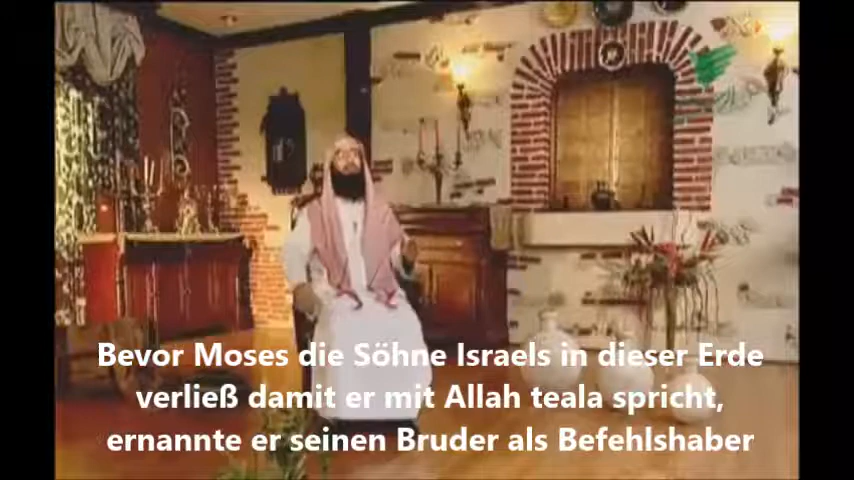 Bevor Moses die Söhne Israels in dieser Erde
verließ damit er mit Allah teala spricht,
ernannte er seinen Bruder als Befehlshaber